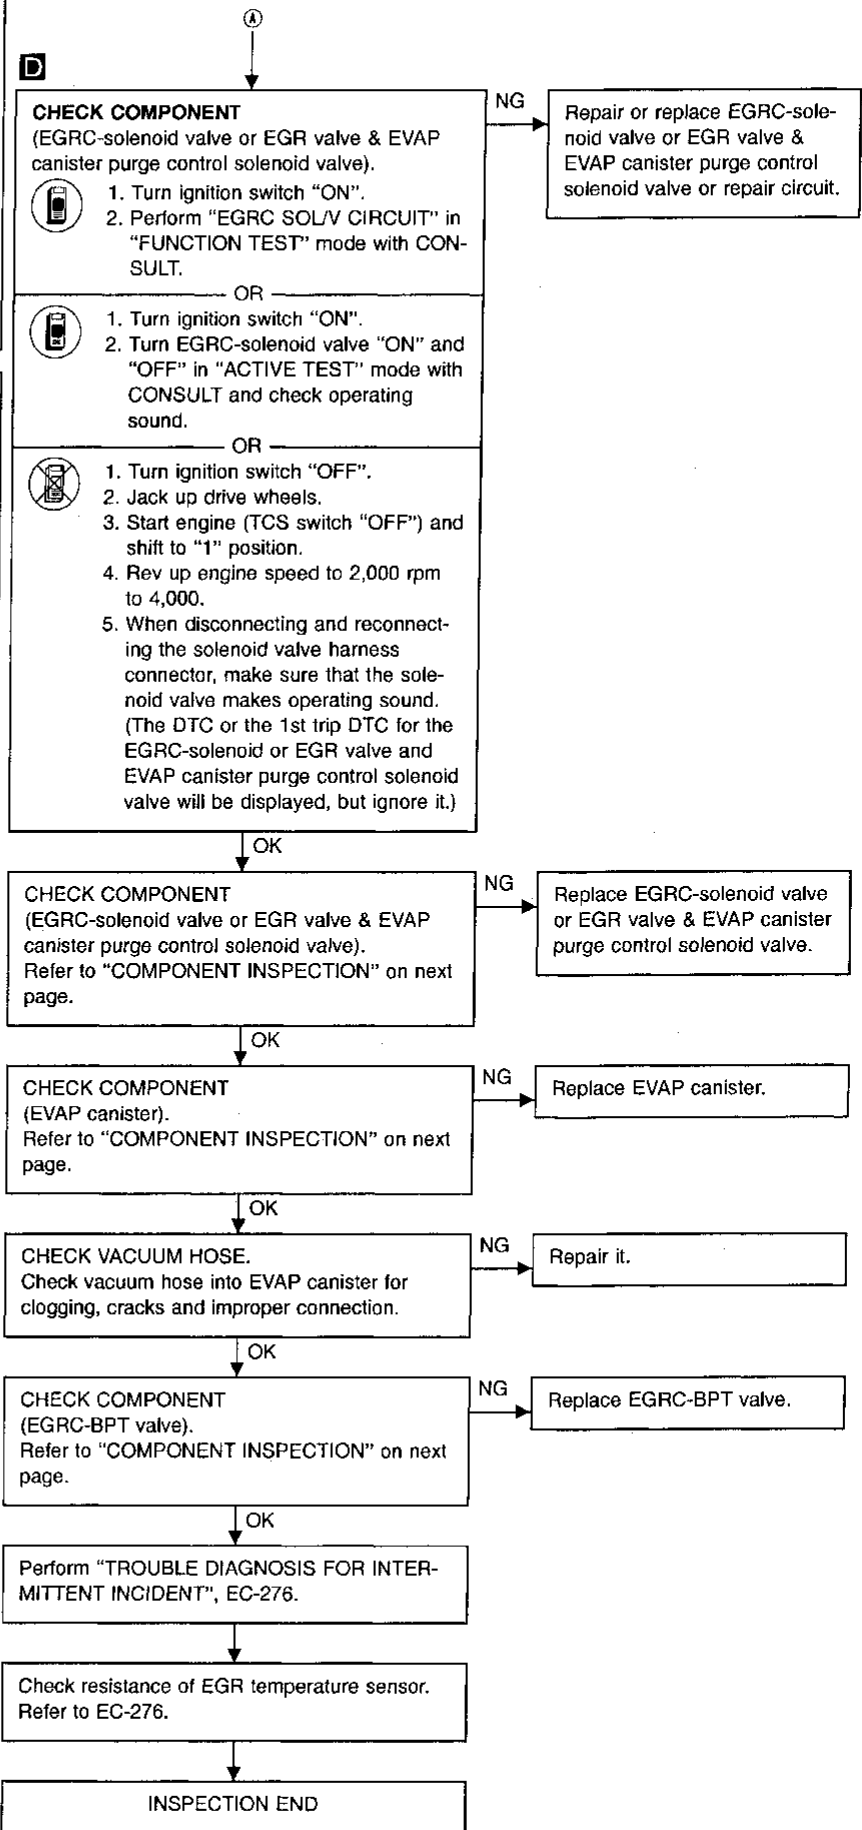 Ⓐ
D
CHECK COMPONENT
(EGRC-solenoid valve or EGR valve & EVAP
canister purge control solenoid valve).
1. Turn ignition switch “ON”.
2. Perform “EGRC SOL/V CIRCUIT” in
“FUNCTION TEST” mode with CON-
SULT.
OR
1. Turn ignition switch “ON”.
2. Turn EGRC-solenoid valve “ON” and
“OFF” in “ACTIVE TEST” mode with
CONSULT and check operating
sound.
OR
1. Turn ignition switch “OFF”.
2. Jack up drive wheels.
3. Start engine (TCS switch “OFF”) and
shift to “1” position.
4. Rev up engine speed to 2,000 rpm
to 4,000.
5. When disconnecting and reconnect-
ing the solenoid valve harness
connector, make sure that the sole-
noid valve makes operating sound.
(The DTC or the 1st trip DTC for the
EGRC-solenoid or EGR valve and
EVAP canister purge control solenoid
valve will be displayed, but ignore it.)
NG
Repair or replace EGRC-sole-
noid valve or EGR valve &
EVAP canister purge control
solenoid valve or repair circuit.
OK
CHECK COMPONENT
(EGRC-solenoid valve or EGR valve & EVAP
canister purge control solenoid valve).
Refer to “COMPONENT INSPECTION” on next
page.
NG
Replace EGRC-solenoid valve
or EGR valve & EVAP canister
purge control solenoid valve.
OK
CHECK COMPONENT
(EVAP canister).
Refer to “COMPONENT INSPECTION” on next
page.
NG
Replace EVAP canister.
OK
CHECK VACUUM HOSE.
Check vacuum hose into EVAP canister for
clogging, cracks and improper connection.
NG
Repair it.
OK
CHECK COMPONENT
(EGRC-BPT valve).
Refer to “COMPONENT INSPECTION” on next
page.
NG
Replace EGRC-BPT valve.
OK
Perform “TROUBLE DIAGNOSIS FOR INTER-
MITTENT INCIDENT”, EC-276.
Check resistance of EGR temperature sensor.
Refer to EC-276.
INSPECTION END